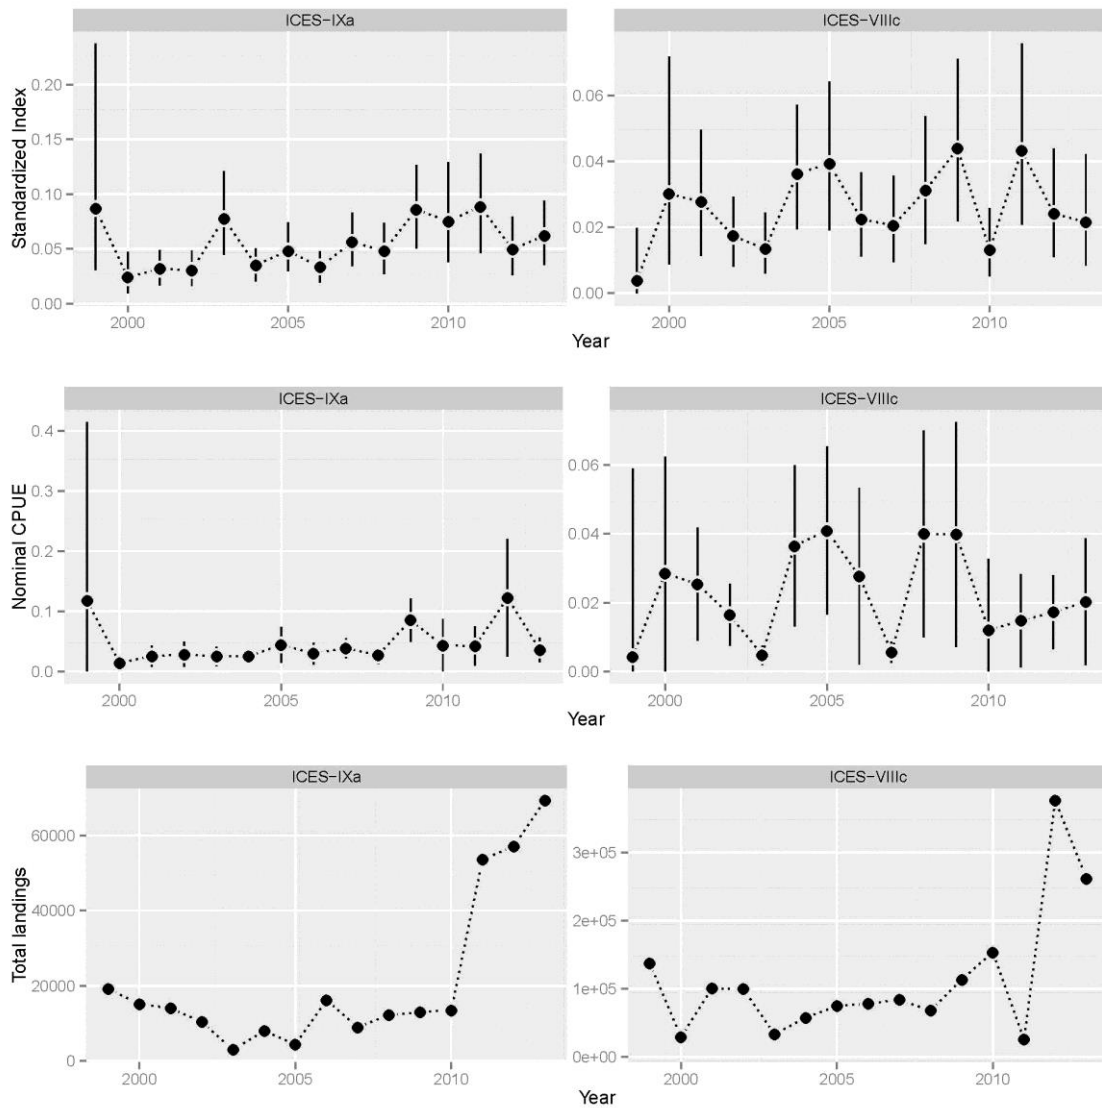 ICES-IXa
ICES-VIIIc
Standardized Index
0.20
0.15
0.10
0.05
0.00
0.06
0.04
0.02
0.00
2000
2005
2010
2000
2005
2010
Year
ICES-IXa
ICES-VIIIc
Nominal CPUE
0.4
0.3
0.2
0.1
0.0
0.06
0.04
0.02
0.00
2000
2005
2010
2000
2005
2010
Year
ICES-IXa
ICES-VIIIc
Total landings
60000
40000
20000
0
3e+05
2e+05
1e+05
0e+00
2000
2005
2010
2000
2005
2010
Year